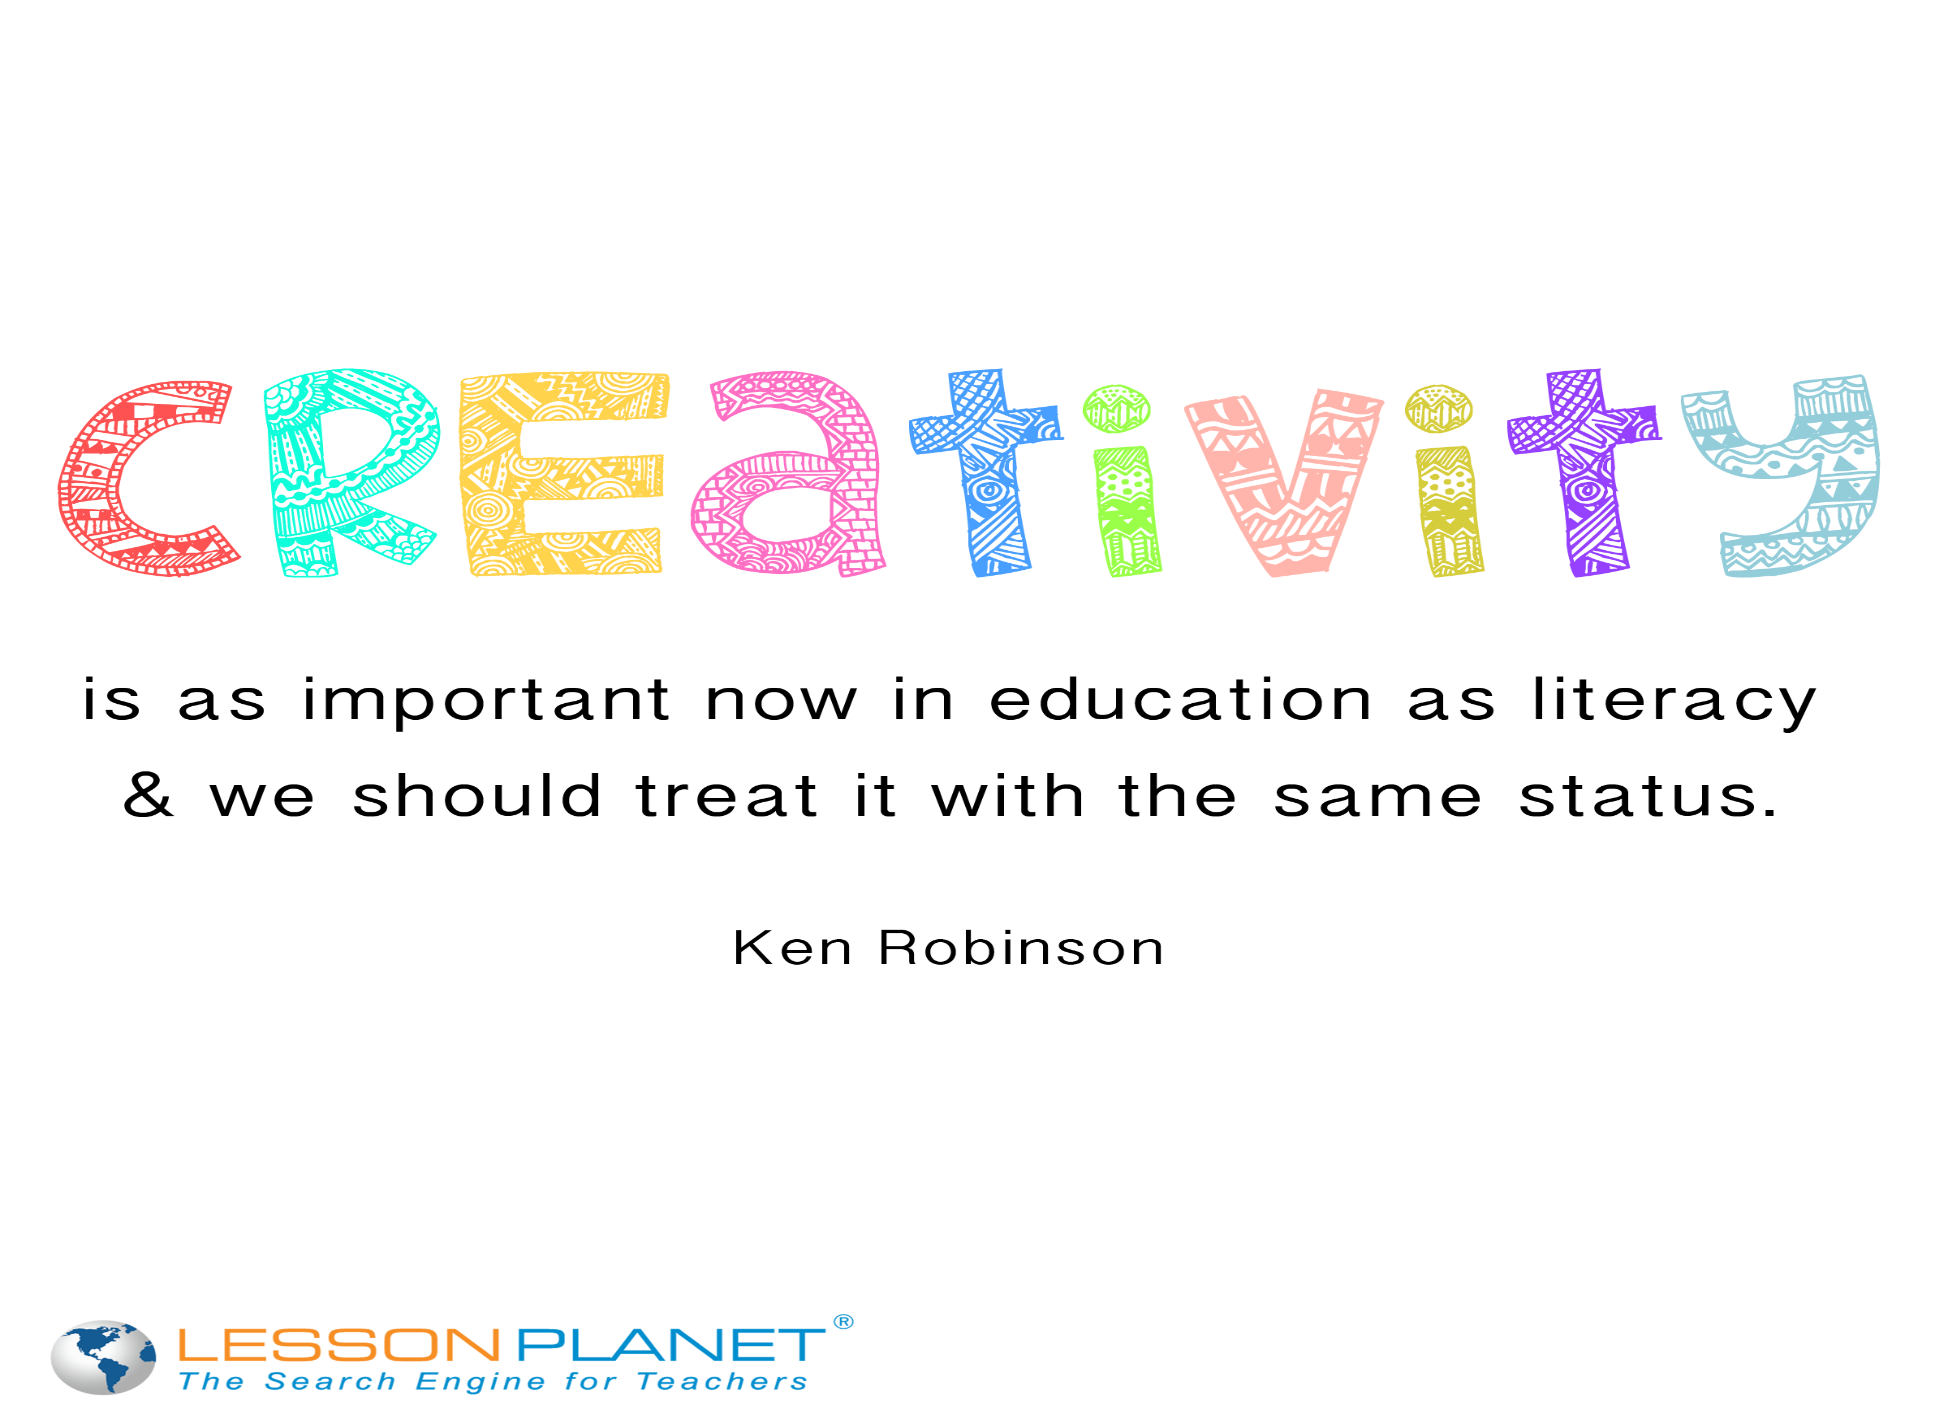 CREaTiviTy
is as important now in education as literacy
& we should treat it with the same status.
Ken Robinson
LESSON PLANET®
The Search Engine for Teachers